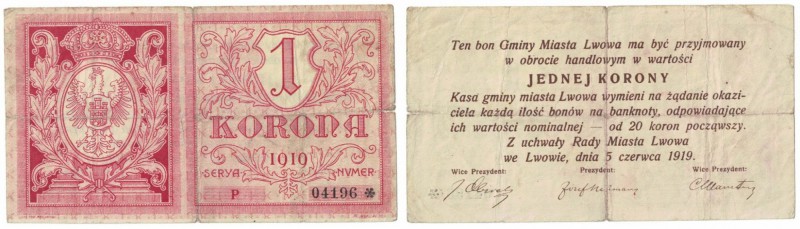 1
KORONA
1919
SERYA NVMER
P 04196 *
Ten bon Gminy Miasta Lwowa ma być przyjmowany
w obrocie handlowym w wartości
JEDNEJ KORONY
Kasa gminy miasta Lwowa wymieni na żądanie okazi-
ciela każdą ilość bonów na banknoty, odpowiadające
ich wartości nominalnej — od 20 koron począwszy.
Z uchwały Rady Miasta Lwowa
we Lwowie, dnia 5 czerwca 1919.
Wice Prezydent: Prezydent: Wice Prezydent: